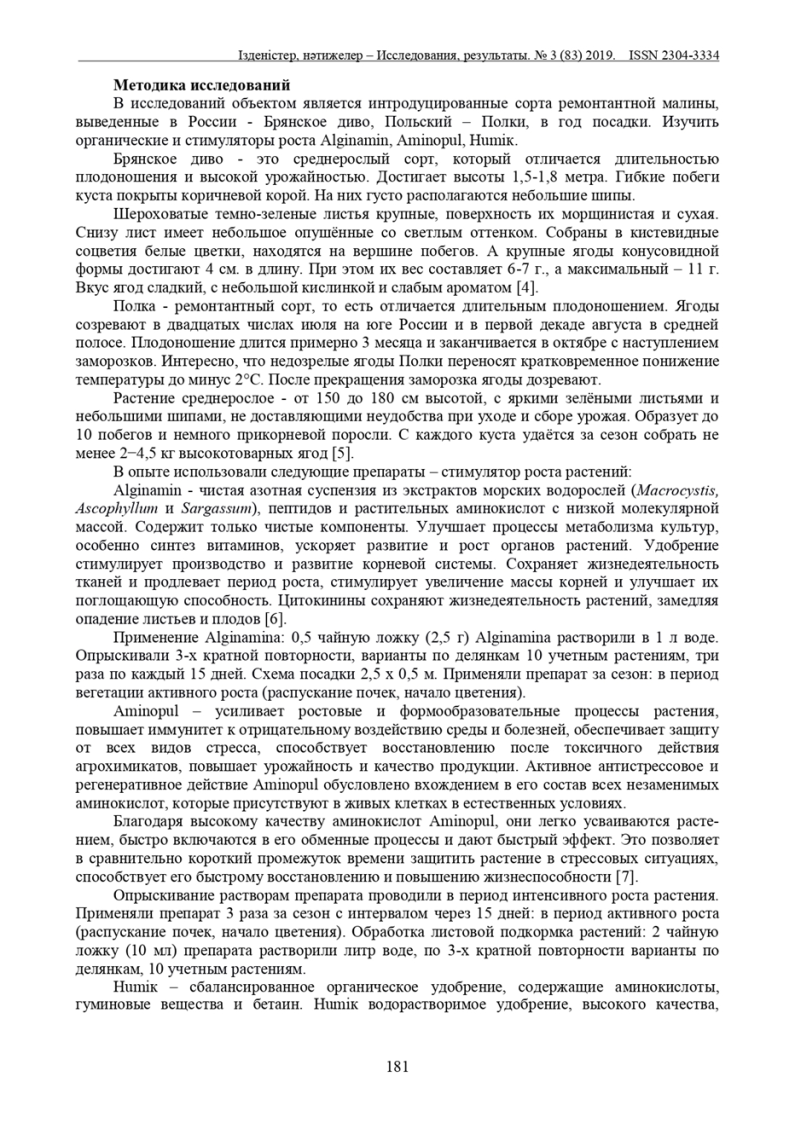 Ізденістер, нәтижелер – Исследования, результаты. № 3 (83) 2019. ISSN 2304-3334
Методика исследований
В исследований объектом является интродуцированные сорта ремонтантной малины,
выведенные в России - Брянское диво, Польский – Полки, в год посадки. Изучить
органические и стимуляторы роста Alginamin, Aminopul, Humiк.
Брянское диво - это среднерослый сорт, который отличается длительностью
плодоношения и высокой урожайностью. Достигает высоты 1,5-1,8 метра. Гибкие побеги
куста покрыты коричневой корой. На них густо располагаются небольшие шипы.
Шероховатые темно-зеленые листья крупные, поверхность их морщинистая и сухая.
Снизу лист имеет небольшое опушённые со светлым оттенком. Собраны в кистевидные
соцветия белые цветки, находятся на вершине побегов. А крупные ягоды конусовидной
формы достигают 4 см. в длину. При этом их вес составляет 6-7 г., а максимальный – 11 г.
Вкус ягод сладкий, с небольшой кислинкой и слабым ароматом [4].
Полка - ремонтантный сорт, то есть отличается длительным плодоношением. Ягоды
созревают в двадцатых числах июля на юге России и в первой декаде августа в средней
полосе. Плодоношение длится примерно 3 месяца и заканчивается в октябре с наступлением
заморозков. Интересно, что недозрелые ягоды Полки переносят кратковременное понижение
температуры до минус 2°С. После прекращения заморозка ягоды дозревают.
Растение среднерослое - от 150 до 180 см высотой, с яркими зелёными листьями и
небольшими шипами, не доставляющими неудобства при уходе и сборе урожая. Образует до
10 побегов и немного прикорневой поросли. С каждого куста удаётся за сезон собрать не
менее 2−4,5 кг высокотоварных ягод [5].
В опыте использовали следующие препараты – стимулятор роста растений:
Alginamin - чистая азотная суспензия из экстрактов морских водорослей (Macrocystis,
Ascophyllum и Sargassum), пептидов и растительных аминокислот с низкой молекулярной
массой. Содержит только чистые компоненты. Улучшает процессы метаболизма культур,
особенно синтез витаминов, ускоряет развитие и рост органов растений. Удобрение
стимулирует производство и развитие корневой системы. Сохраняет жизнедеятельность
тканей и продлевает период роста, стимулирует увеличение массы корней и улучшает их
поглощающую способность. Цитокинины сохраняют жизнедеятельность растений, замедляя
опадение листьев и плодов [6].
Применение Alginaminа: 0,5 чайную ложку (2,5 г) Alginaminа растворили в 1 л воде.
Опрыскивали 3-х кратной повторности, варианты по делянкам 10 учетным растениям, три
раза по каждый 15 дней. Схема посадки 2,5 х 0,5 м. Применяли препарат за сезон: в период
вегетации активного роста (распускание почек, начало цветения).
Aminopul – усиливает ростовые и формообразовательные процессы растения,
повышает иммунитет к отрицательному воздействию среды и болезней, обеспечивает защиту
от всех видов стресса, способствует восстановлению после токсичного действия
агрохимикатов, повышает урожайность и качество продукции. Активное антистрессовое и
регенеративное действие Aminopul обусловлено вхождением в его состав всех незаменимых
аминокислот, которые присутствуют в живых клетках в естественных условиях.
Благодаря высокому качеству аминокислот Aminopul, они легко усваиваются расте-
нием, быстро включаются в его обменные процессы и дают быстрый эффект. Это позволяет
в сравнительно короткий промежуток времени защитить растение в стрессовых ситуациях,
способствует его быстрому восстановлению и повышению жизнеспособности [7].
Опрыскивание растворам препарата проводили в период интенсивного роста растения.
Применяли препарат 3 раза за сезон с интервалом через 15 дней: в период активного роста
(распускание почек, начало цветения). Обработка листовой подкормка растений: 2 чайную
ложку (10 мл) препарата растворили литр воде, по 3-х кратной повторности варианты по
делянкам, 10 учетным растениям.
Humiк – сбалансированное органическое удобрение, содержащие аминокислоты,
гуминовые вещества и бетаин. Humiк водорастворимое удобрение, высокого качества,
181